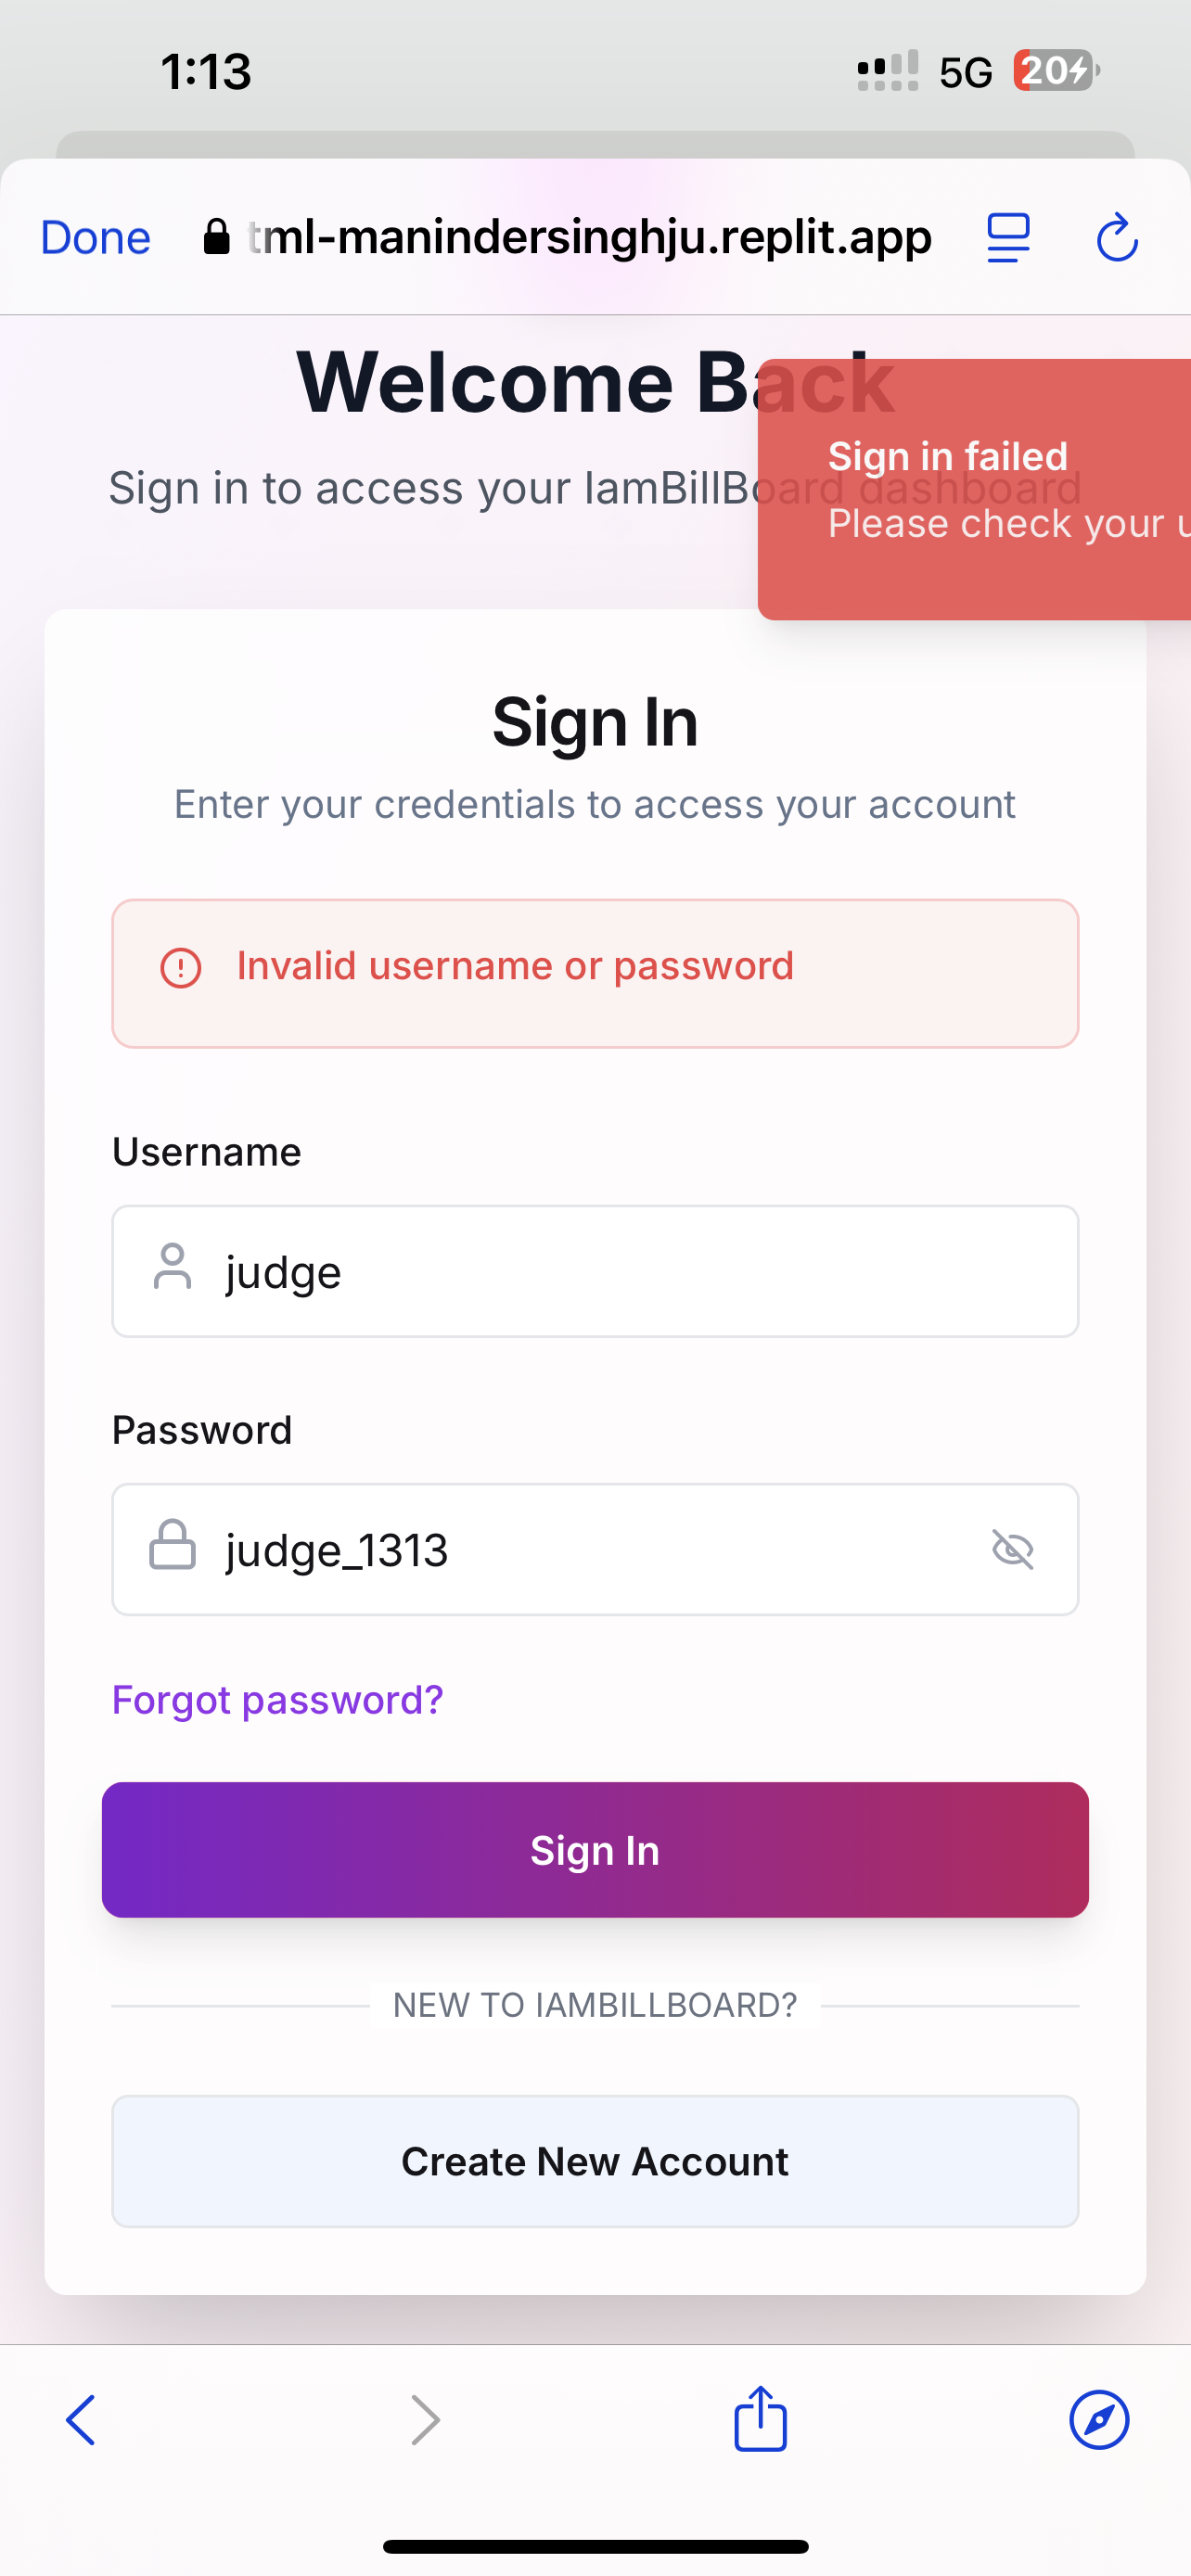 1:13
5G
20
Done
tml-manindersinghju.replit.app
Welcome Back
Sign in to access your IamBillBoard dashboard
Sign in failed
Please check your u
Sign In
Enter your credentials to access your account
Invalid username or password
Username
judge
Password
judge_1313
Forgot password?
Sign In
NEW TO IAMBILLBOARD?
Create New Account